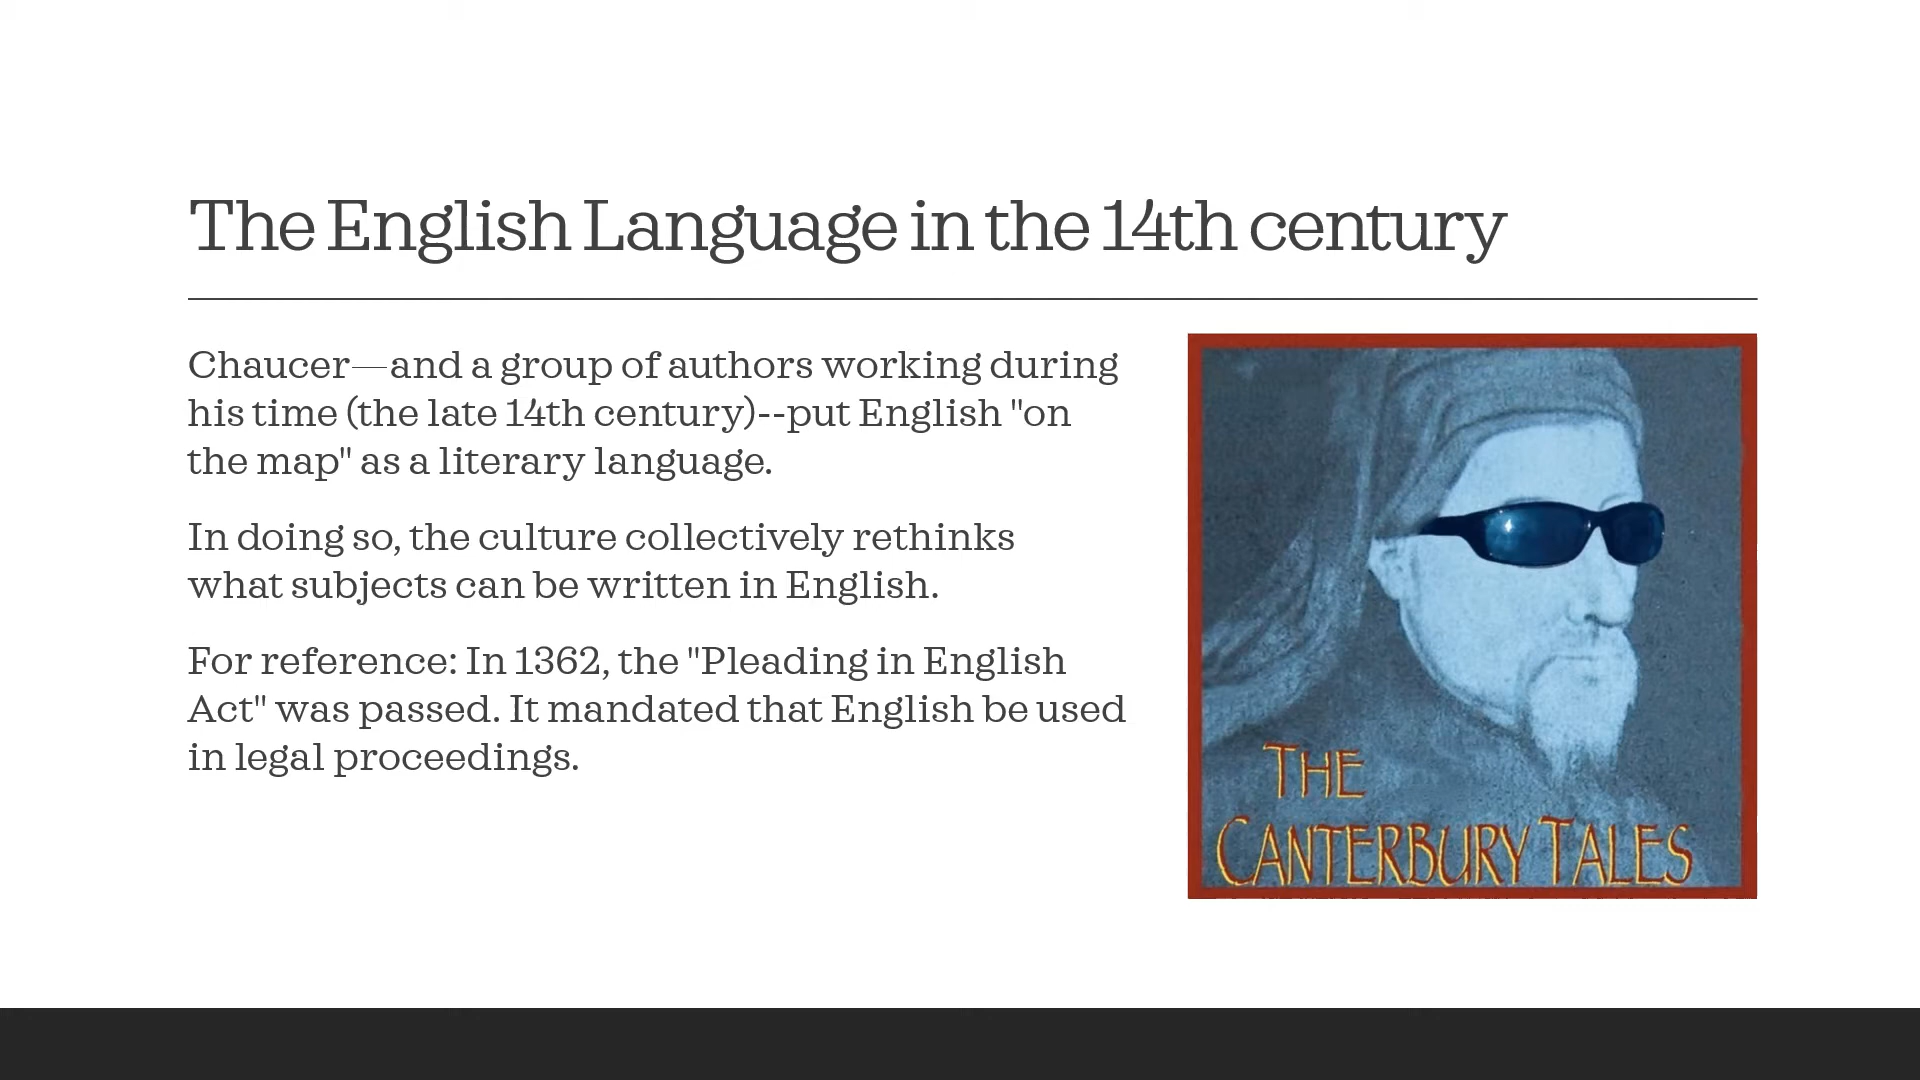 The English Language in the 14th century
Chaucer—and a group of authors working during
his time (the late 14th century)--put English "on
the map" as a literary language.
In doing so, the culture collectively rethinks
what subjects can be written in English.
For reference: In 1362, the "Pleading in English
Act" was passed. It mandated that English be used
in legal proceedings.
THE
CANTERBURY TALES